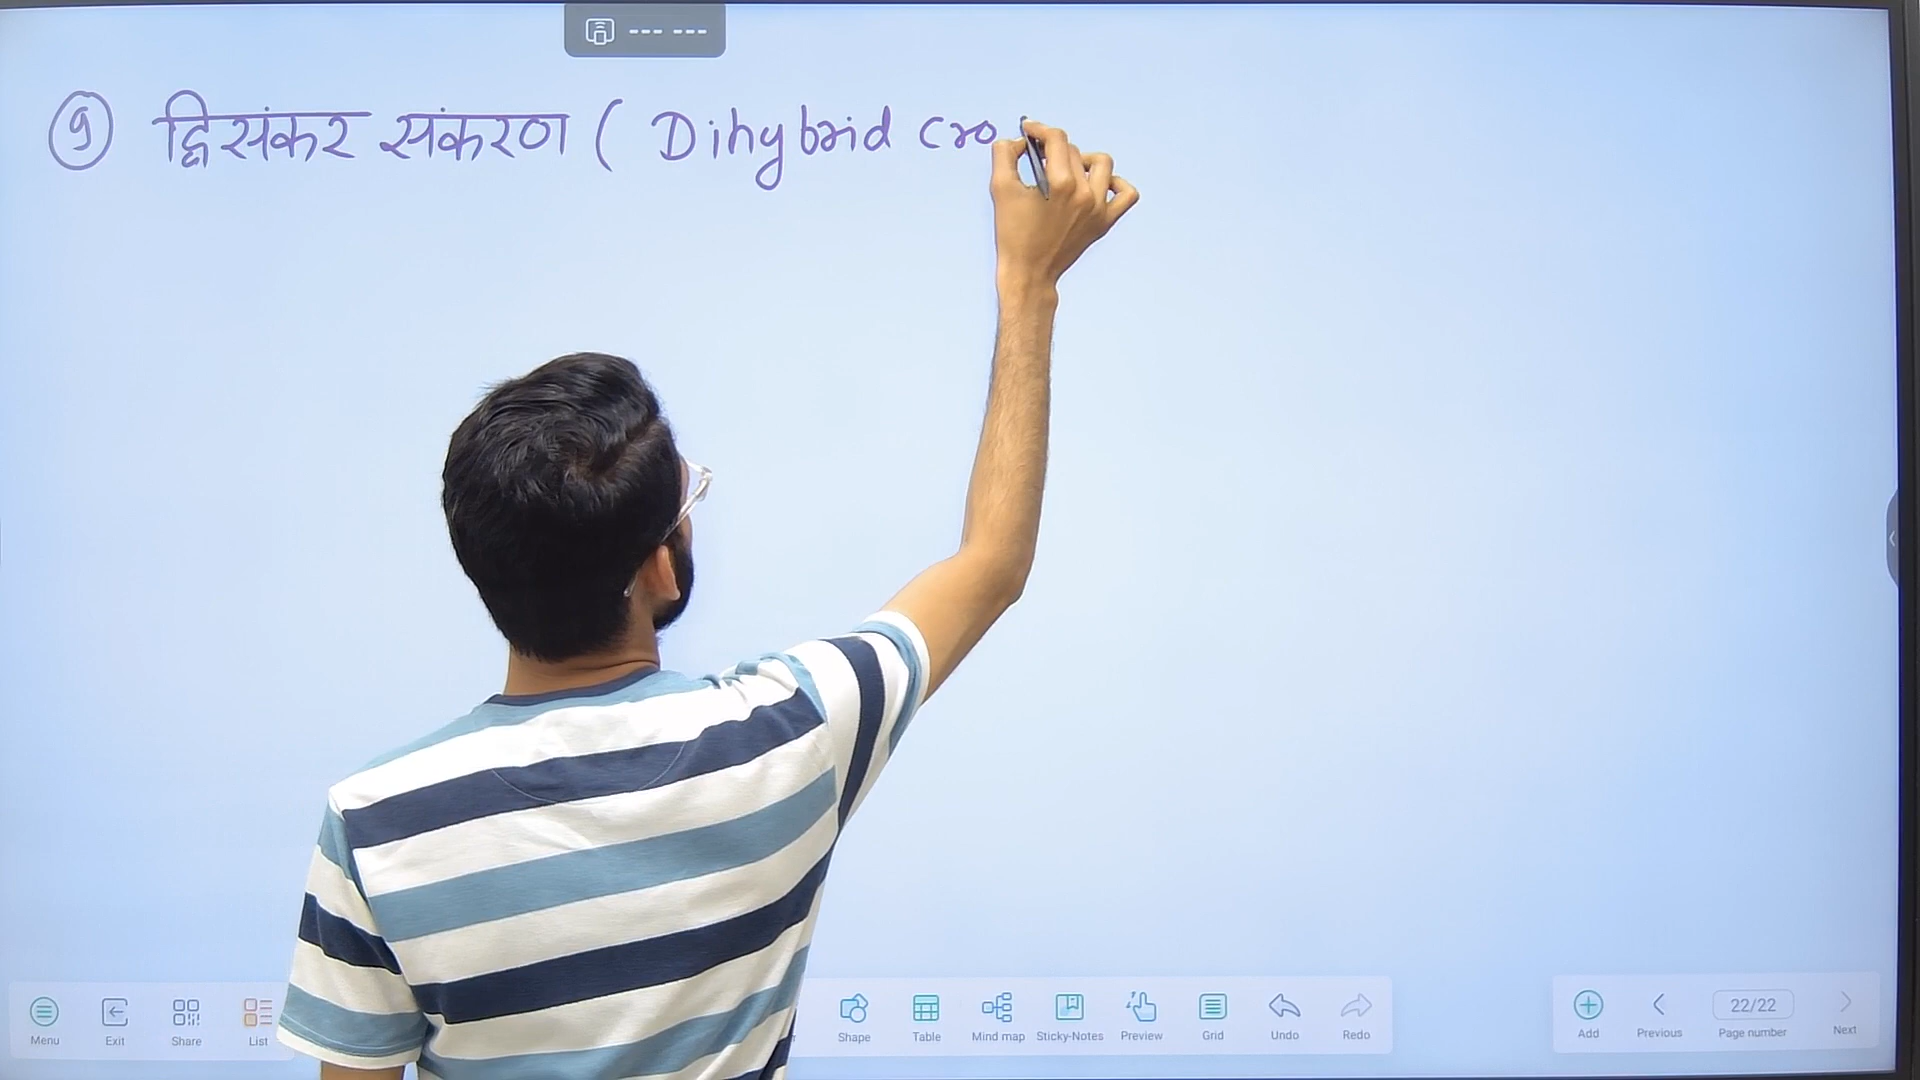 9 द्विसंकर संकरण ( Dihybrid Cro
Menu Exit Share List Shape Table Mind map Sticky-Notes Preview Grid Undo Redo Add Previous 22/22 Page number Next